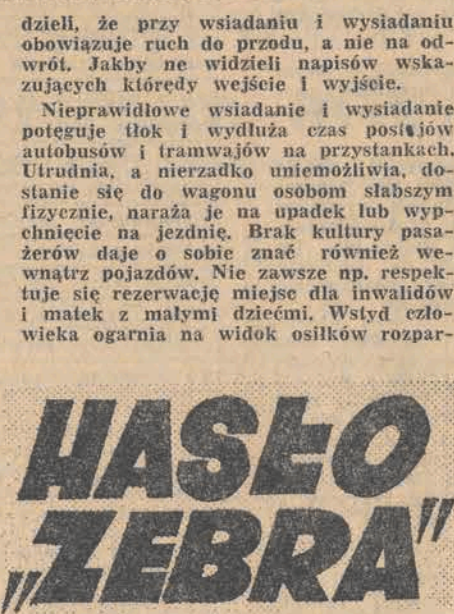 dzieli, że przy wsiadaniu i wysiadaniu
obowiązuje ruch do przodu, a nie na od-
wrót. Jakby ne widzieli napisów wska-
zujących którędy wejście i wyjście.
Nieprawidłowe wsiadanie i wysiadanie
potęguje tłok i wydłuża czas postojów
autobusów i tramwajów na przystankach.
Utrudnia, a nierzadko uniemożliwia, do-
stanie się do wagonu osobom słabszym
fizycznie, naraża je na upadek lub wyp-
chnięcie na jezdnię. Brak kultury pasa-
żerów daje o sobie znać również we-
wnątrz pojazdów. Nie zawsze np. respek-
tuje się rezerwację miejsc dla inwalidów
i matek z małymi dziećmi. Wstyd czło-
wieka ogarnia na widok osiłków rozpar-
HASŁO
„ZEBRA"